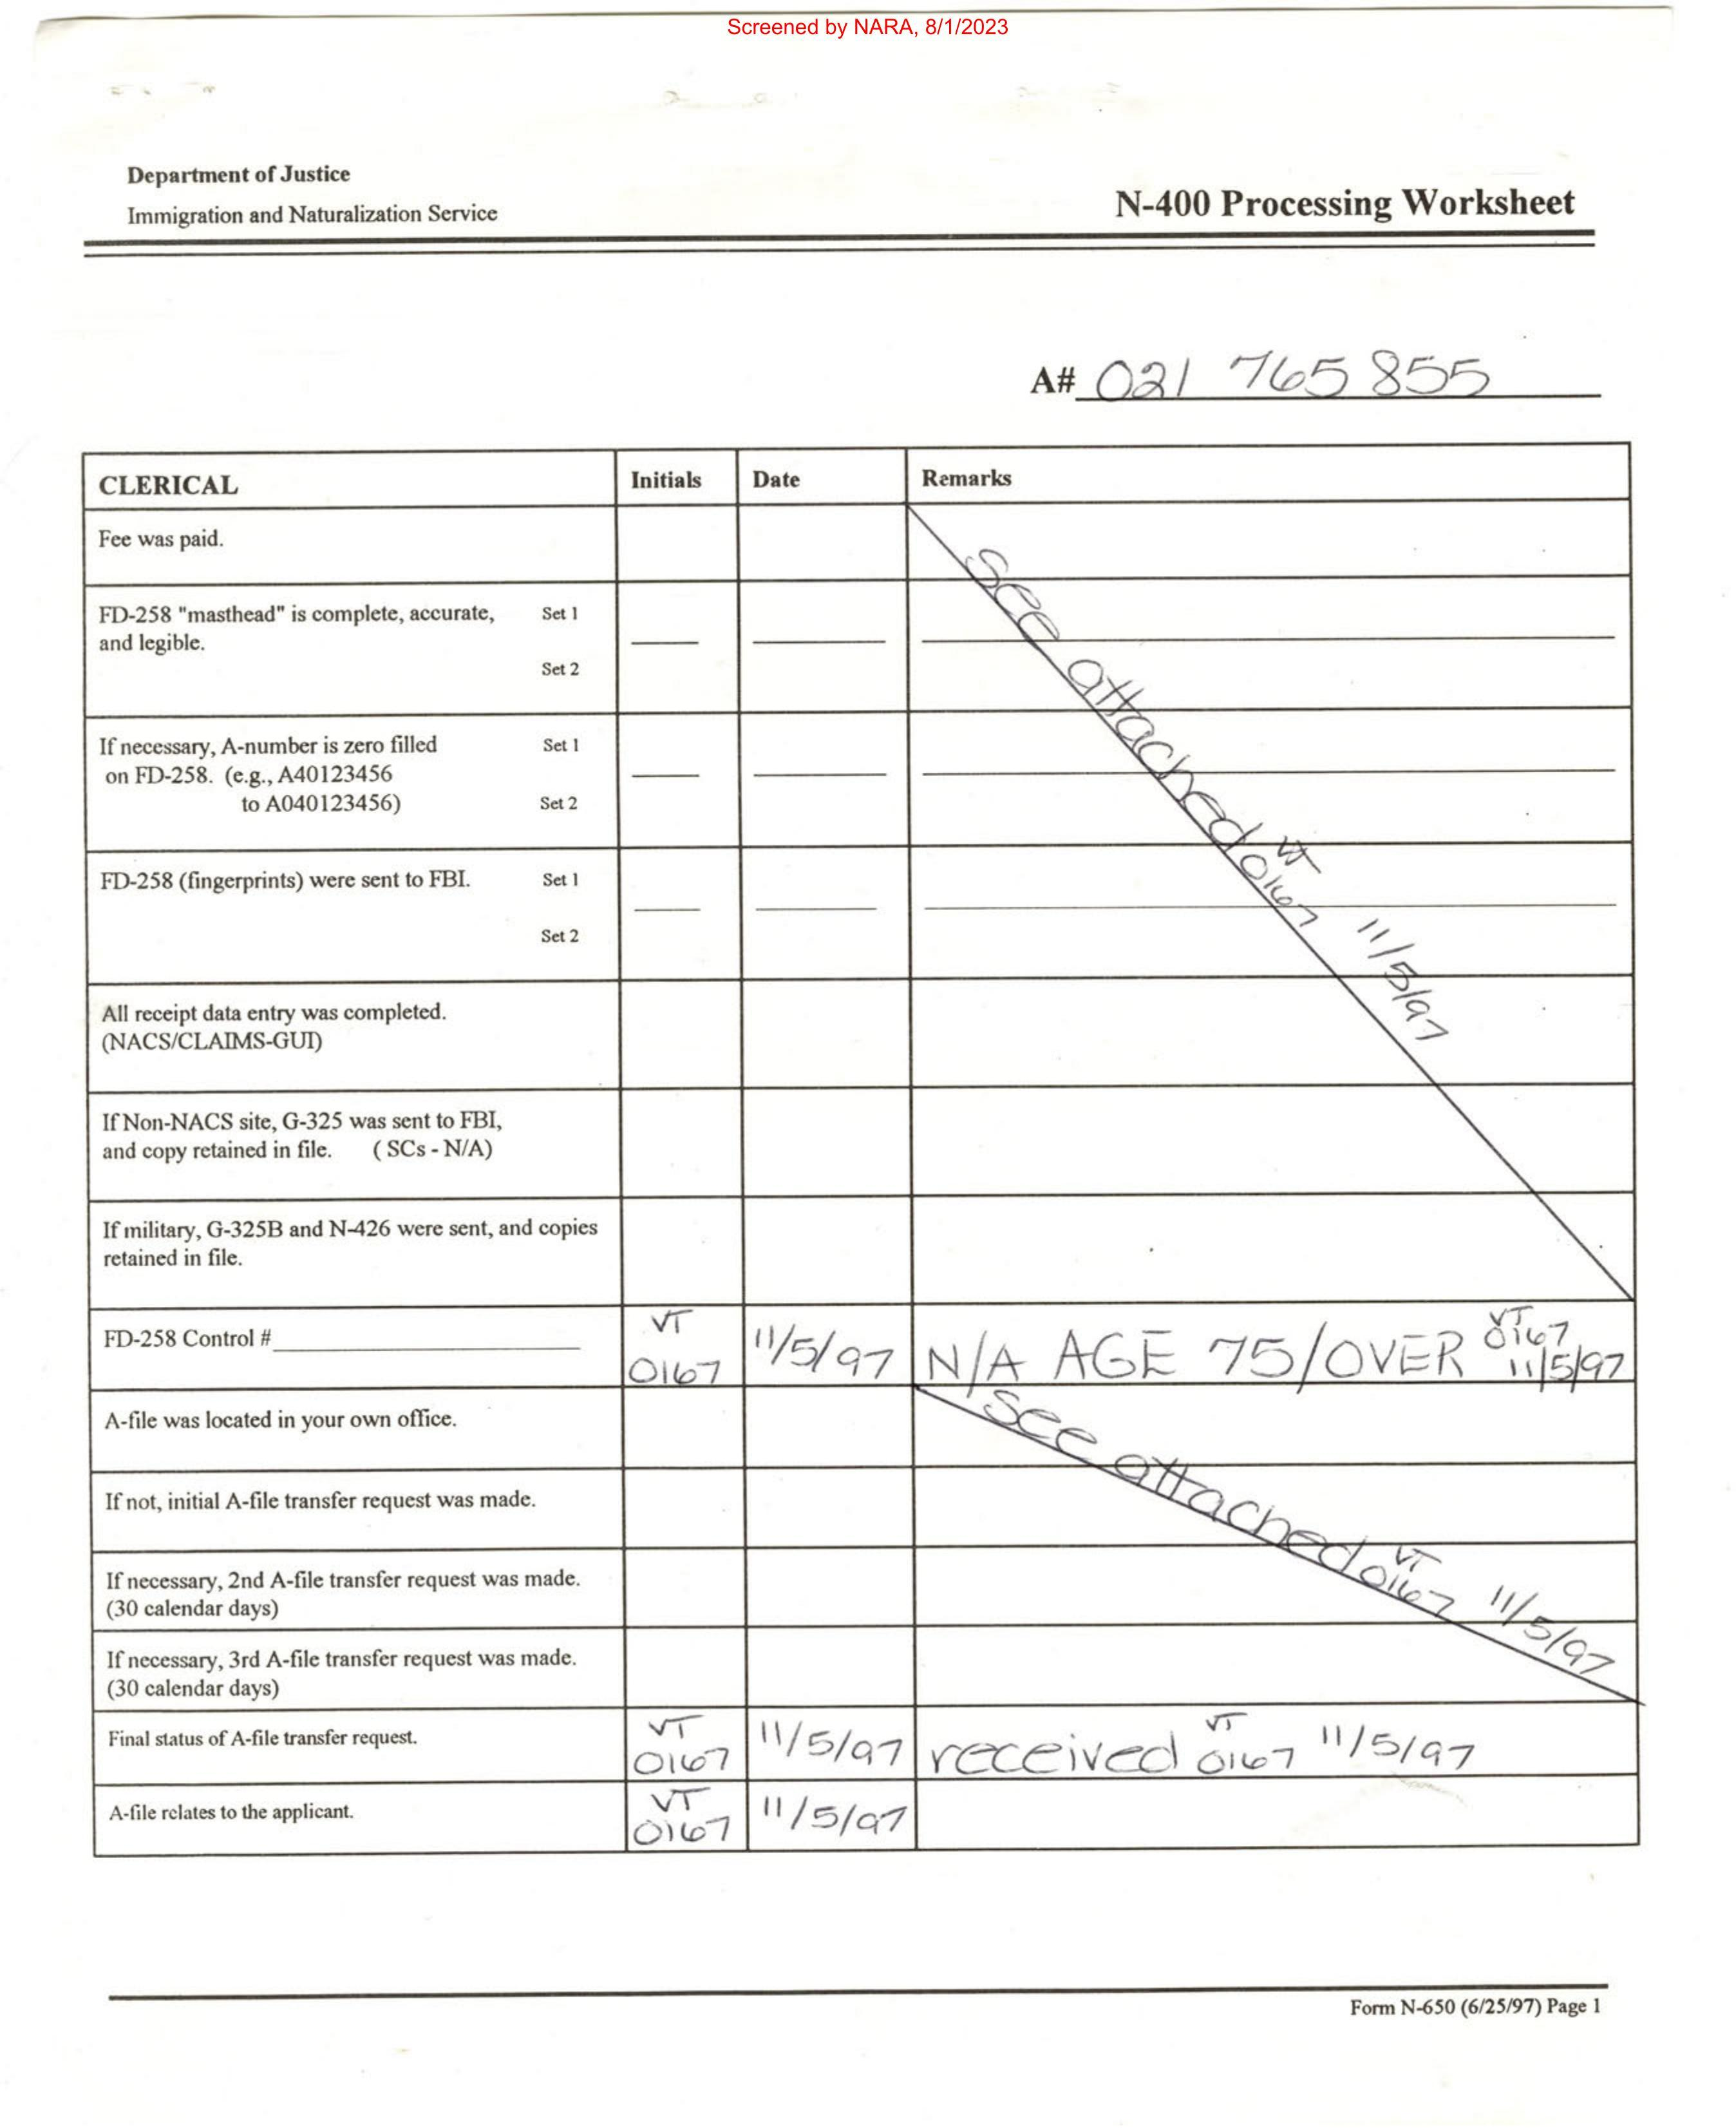 Screened by NARA, 8/1/2023
Department of Justice
Immigration and Naturalization Service
N-400 Processing Worksheet
A# 021 765 855
CLERICAL Initials Date Remarks
Fee was paid.
See attached VT 0167 11/5/97
FD-258 "masthead" is complete, accurate, Set 1
and legible.
Set 2
If necessary, A-number is zero filled Set 1
on FD-258. (e.g., A40123456
to A040123456) Set 2
FD-258 (fingerprints) were sent to FBI. Set 1
Set 2
All receipt data entry was completed.
(NACS/CLAIMS-GUI)
If Non-NACS site, G-325 was sent to FBI,
and copy retained in file. ( SCs - N/A)
If military, G-325B and N-426 were sent, and copies
retained in file.
FD-258 Control # VT 0167 11/5/97 N/A AGE 75/OVER VT 0167 11/5/97
A-file was located in your own office.
See attached VT 0167 11/5/97
If not, initial A-file transfer request was made.
If necessary, 2nd A-file transfer request was made.
(30 calendar days)
If necessary, 3rd A-file transfer request was made.
(30 calendar days)
Final status of A-file transfer request. VT 0167 11/5/97 received VT 0167 11/5/97
A-file relates to the applicant. VT 0167 11/5/97
Form N-650 (6/25/97) Page 1